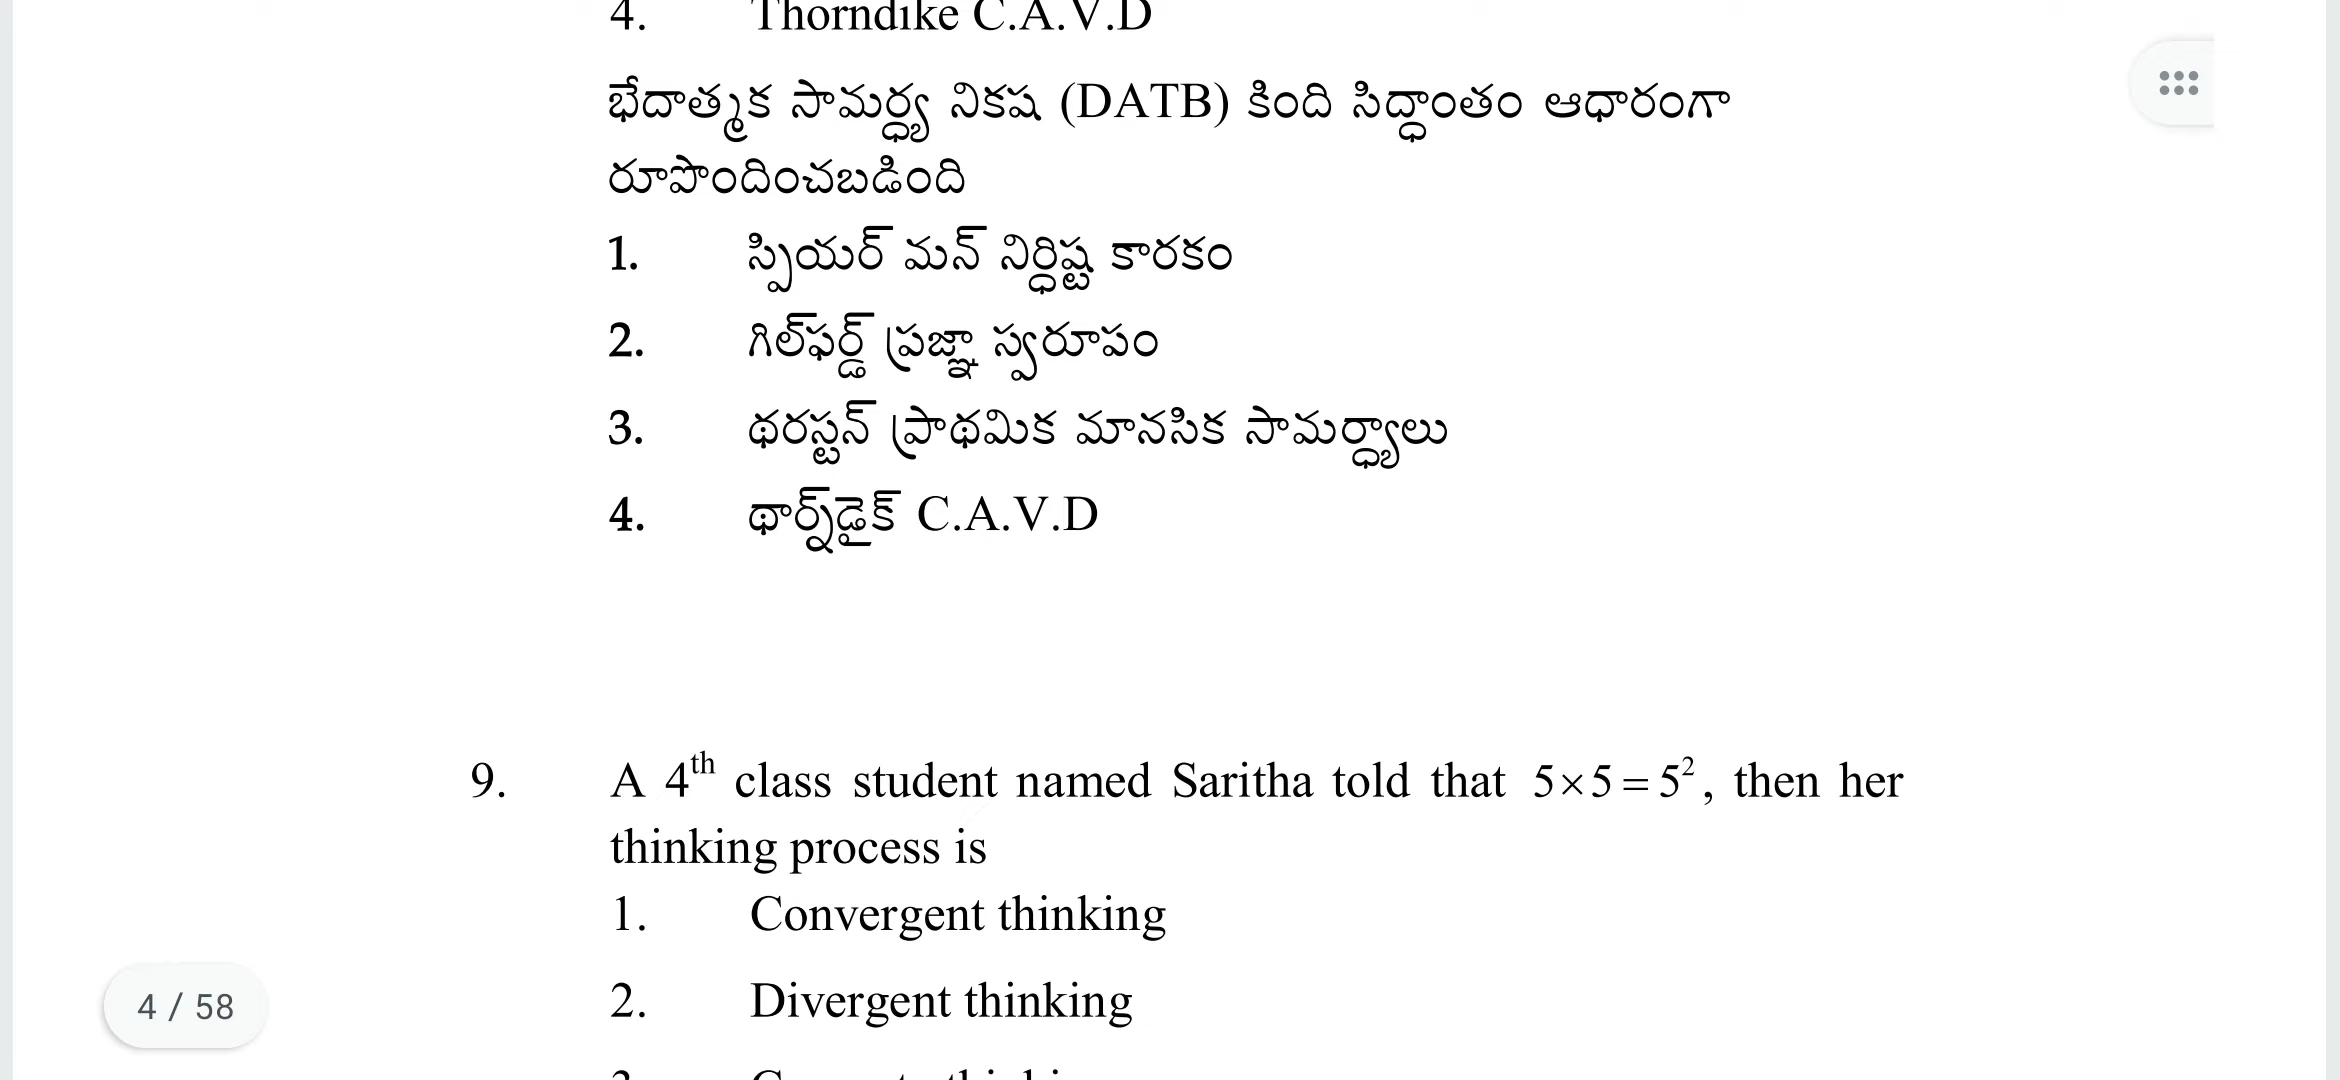 4. Thorndike C.A.V.D
భేదాత్మక సామర్ధ్య నికష (DATB) కింది సిద్ధాంతం ఆధారంగా
రూపొందించబడింది
1. స్పియర్ మన్ నిర్ధిష్ట కారకం
2. గిల్‌ఫర్డ్ ప్రజ్ఞా స్వరూపం
3. థరస్టన్ ప్రాథమిక మానసిక సామర్ధ్యాలు
4. థార్న్‌డైక్ C.A.V.D
9. A 4th class student named Saritha told that 5×5=5², then her
thinking process is
1. Convergent thinking
2. Divergent thinking
4 / 58